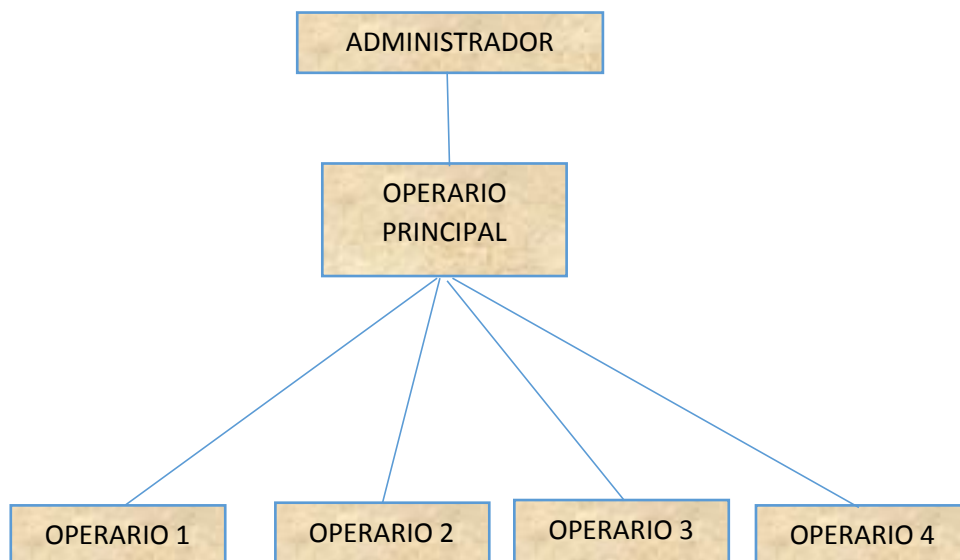 ADMINISTRADOR
OPERARIO
PRINCIPAL
OPERARIO 1
OPERARIO 2
OPERARIO 3
OPERARIO 4